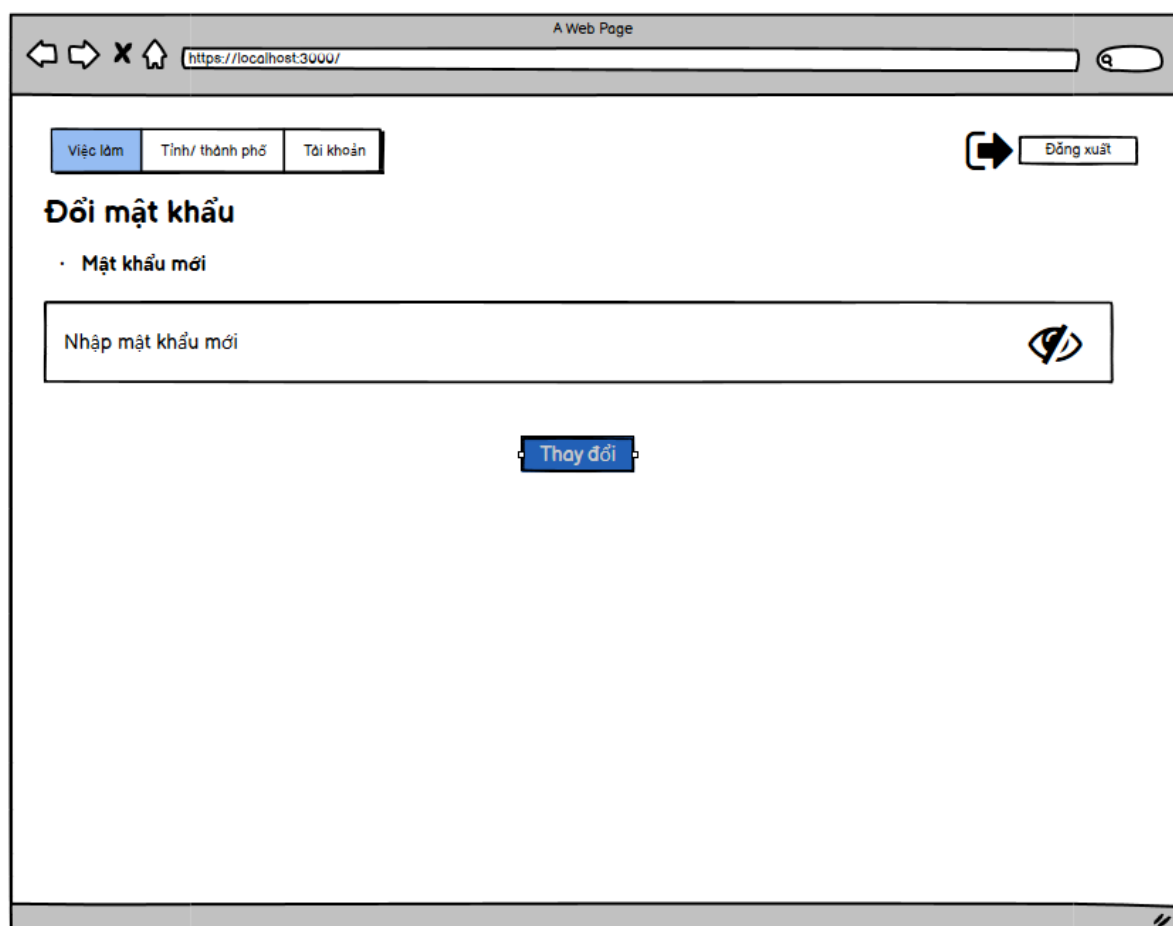 A Web Page
https://localhost:3000/
Việc làm Tỉnh/ thành phố Tài khoản Đăng xuất
Đổi mật khẩu
· Mật khẩu mới
Nhập mật khẩu mới
Thay đổi